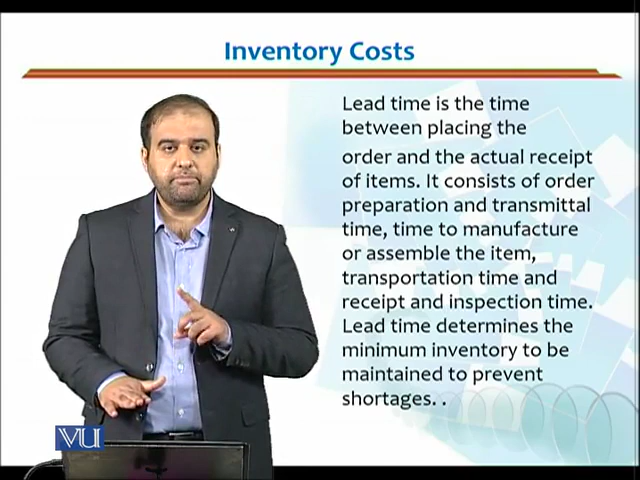 Inventory Costs
Lead time is the time
between placing the
order and the actual receipt
of items. It consists of order
preparation and transmittal
time, time to manufacture
or assemble the item,
transportation time and
receipt and inspection time.
Lead time determines the
minimum inventory to be
maintained to prevent
shortages. .
VU